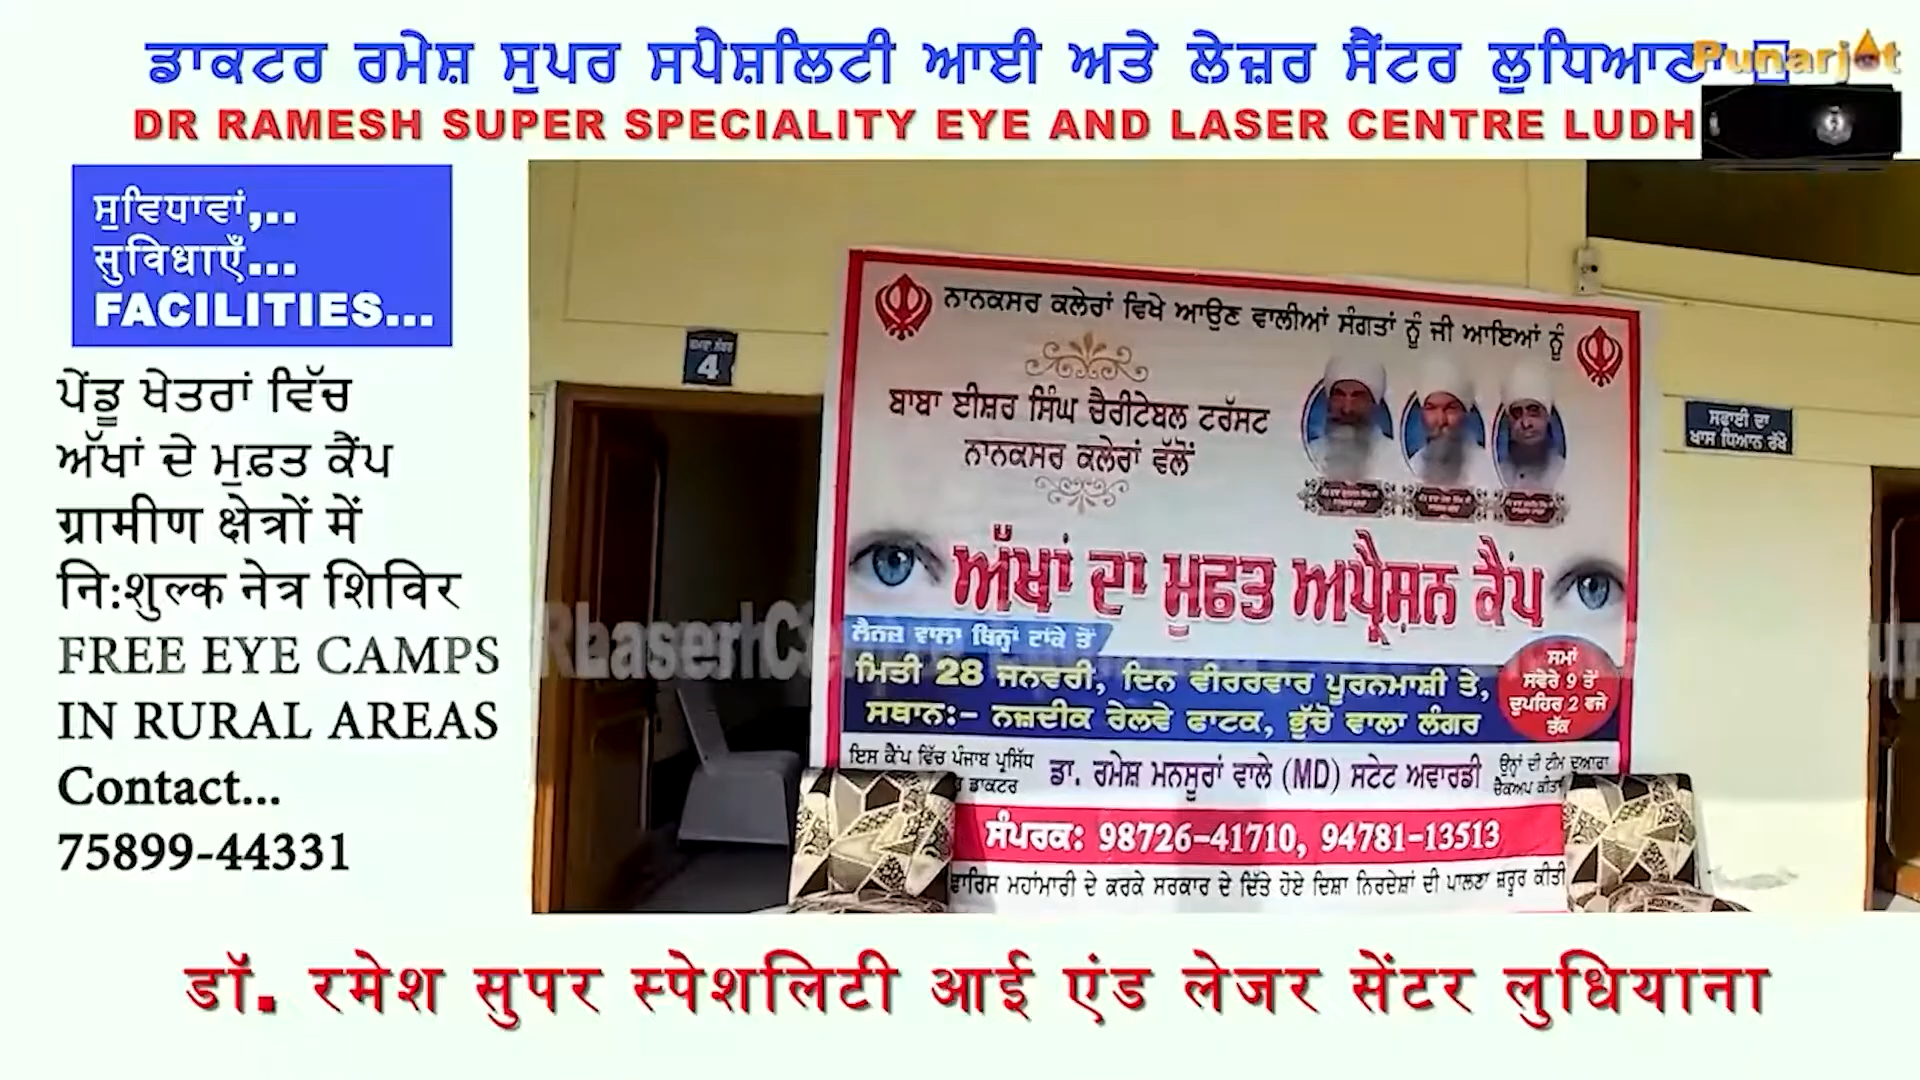 ਡਾਕਟਰ ਰਮੇਸ਼ ਸੁਪਰ ਸਪੈਸ਼ਲਿਟੀ ਆਈ ਅਤੇ ਲੇਜ਼ਰ ਸੈਂਟਰ ਲੁਧਿਆਣਾ
Punarjot
DR RAMESH SUPER SPECIALITY EYE AND LASER CENTRE LUDH
ਸੁਵਿਧਾਵਾਂ,..
सुविधाएँ...
FACILITIES...
ਪੇਂਡੂ ਖੇਤਰਾਂ ਵਿੱਚ
ਅੱਖਾਂ ਦੇ ਮੁਫ਼ਤ ਕੈਂਪ
ग्रामीण क्षेत्रों में
नि:शुल्क नेत्र शिविर
FREE EYE CAMPS
IN RURAL AREAS
Contact...
75899-44331
4
ਨਾਨਕਸਰ ਕਲੇਰਾਂ ਵਿਖੇ ਆਉਣ ਵਾਲੀਆਂ ਸੰਗਤਾਂ ਨੂੰ ਜੀ ਆਇਆਂ ਨੂੰ
ਬਾਬਾ ਈਸ਼ਰ ਸਿੰਘ ਚੈਰੀਟੇਬਲ ਟਰੱਸਟ
ਨਾਨਕਸਰ ਕਲੇਰਾਂ ਵੱਲੋਂ
ਅੱਖਾਂ ਦਾ ਮੁਫਤ ਅਪ੍ਰੈਸ਼ਨ ਕੈਂਪ
ਲੈਨਜ਼ ਵਾਲਾ ਬਿਨ੍ਹਾਂ ਟਾਂਕੇ ਤੋਂ
ਮਿਤੀ 28 ਜਨਵਰੀ, ਦਿਨ ਵੀਰਰਵਾਰ ਪੂਰਨਮਾਸ਼ੀ ਤੇ,
ਸਥਾਨ:- ਨਜ਼ਦੀਕ ਰੇਲਵੇ ਫਾਟਕ, ਭੁੱਚੋ ਵਾਲਾ ਲੰਗਰ
ਸਮਾਂ
ਸਵੇਰੇ 9 ਤੋਂ
ਦੁਪਹਿਰ 2 ਵਜੇ
ਤੱਕ
ਇਸ ਕੈਂਪ ਵਿੱਚ ਪੰਜਾਬ ਪ੍ਰਸਿੱਧ
ਡਾਕਟਰ
ਡਾ. ਰਮੇਸ਼ ਮਨਸੂਰਾਂ ਵਾਲੇ (MD) ਸਟੇਟ ਅਵਾਰਡੀ
ਉਨ੍ਹਾਂ ਦੀ ਟੀਮ ਦੁਆਰਾ
ਚੈਕਅਪ ਕੀਤਾ
ਸੰਪਰਕ: 98726-41710, 94781-13513
ਮਹਾਂਮਾਰੀ ਦੇ ਕਰਕੇ ਸਰਕਾਰ ਦੇ ਦਿੱਤੇ ਹੋਏ ਦਿਸ਼ਾ ਨਿਰਦੇਸ਼ਾਂ ਦੀ ਪਾਲਣਾ ਜ਼ਰੂਰ ਕੀਤੀ
ਸਫਾਈ ਦਾ
ਖਾਸ ਧਿਆਨ ਰੱਖੋ
डॉ. रमेश सुपर स्पेशलिटी आई एंड लेजर सेंटर लुधियाना